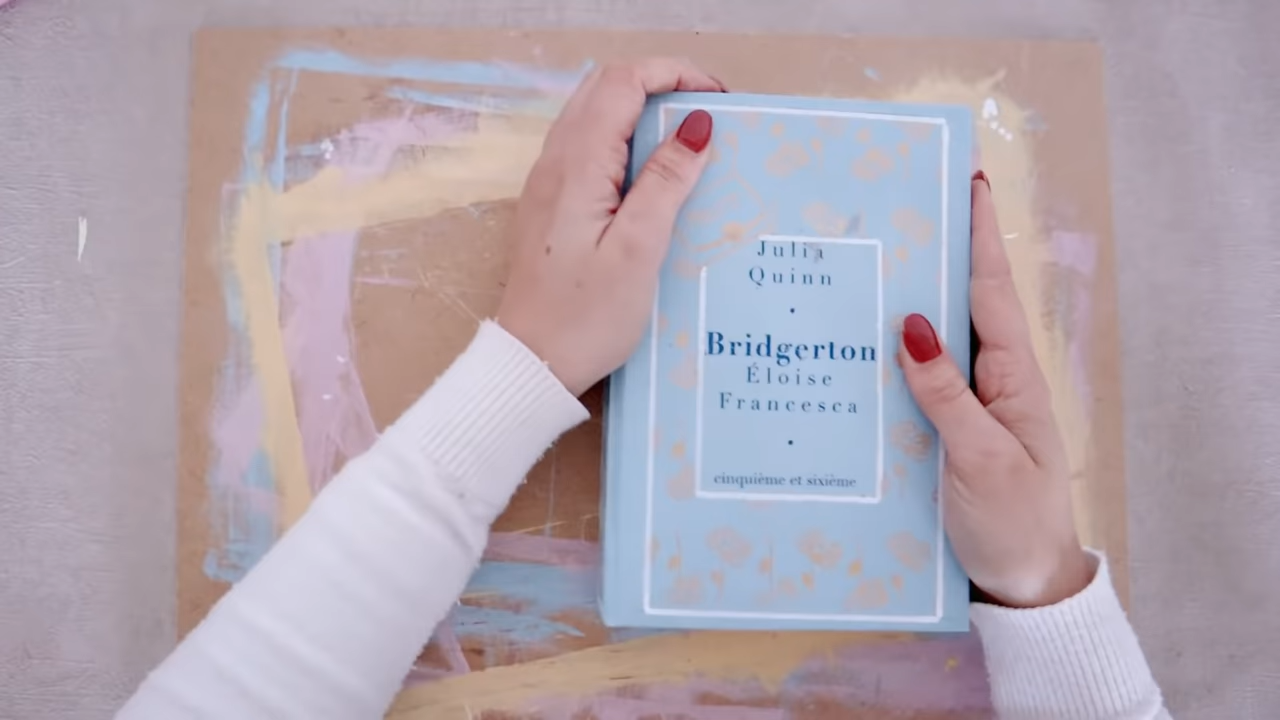 Julia
Quinn
•
Bridgerton
Éloise
Francesca
•
cinquième et sixième